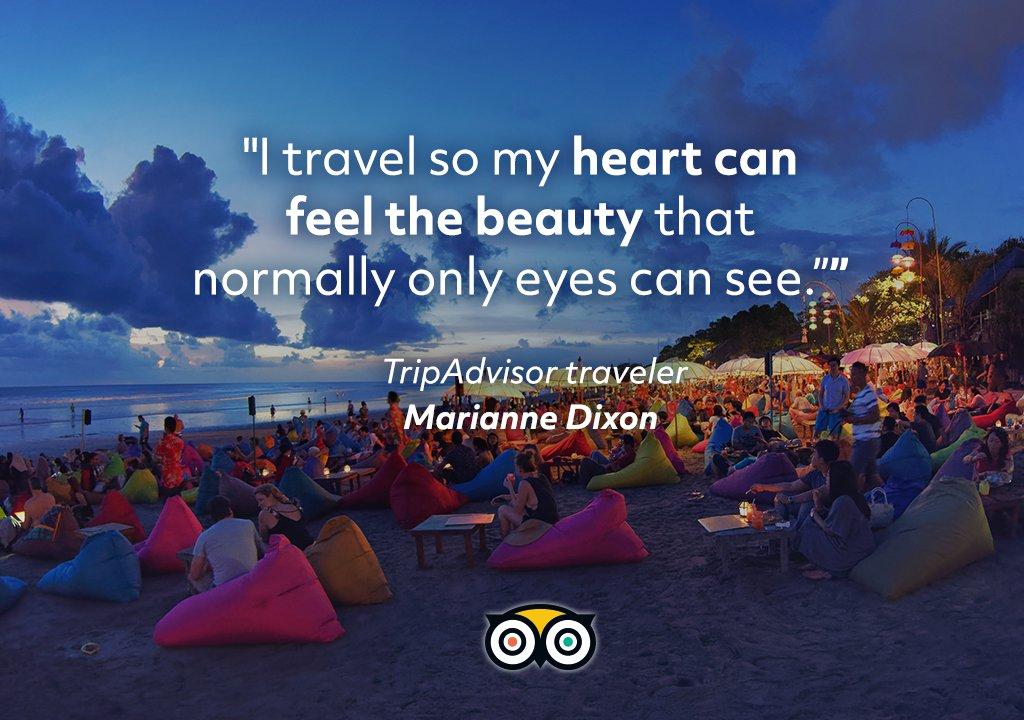 "I travel so my heart can
feel the beauty that
normally only eyes can see.””
TripAdvisor traveler
Marianne Dixon